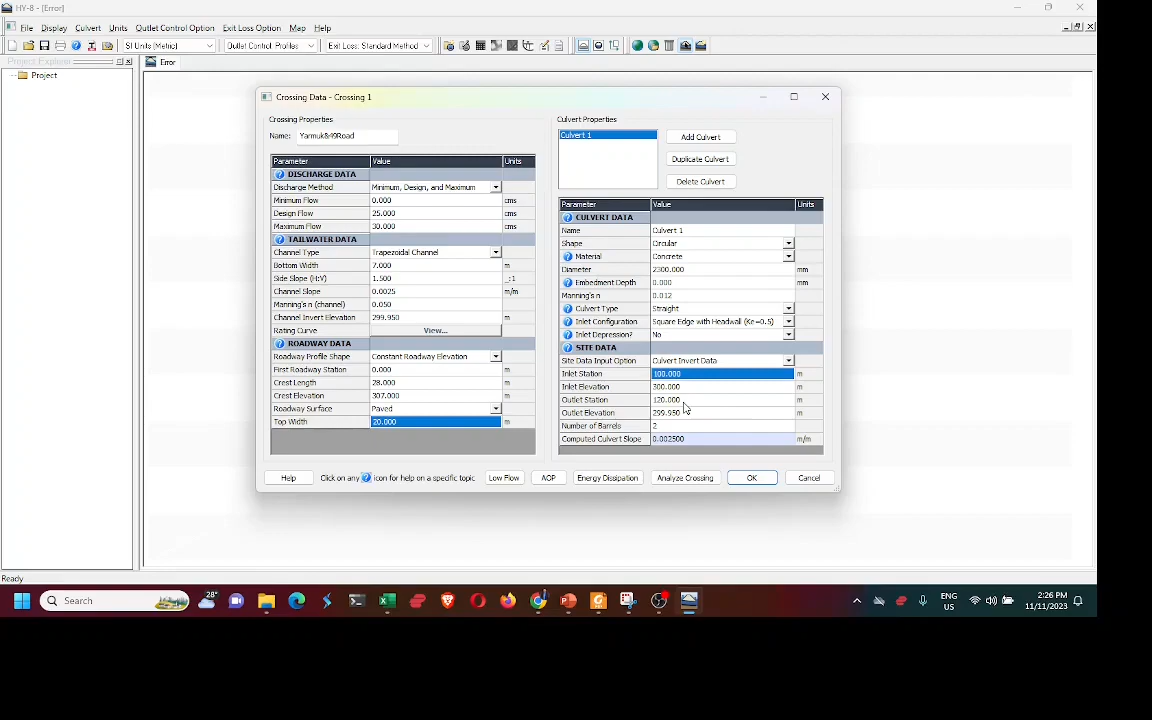 HY-8 - [Error]
File Display Culvert Units Outlet Control Option Exit Loss Option Map Help
SI Units (Metric) Outlet Control: Profiles Exit Loss: Standard Method
Project Explorer
Error
Project
Crossing Data - Crossing 1
Crossing Properties
Name: Yarmuk&49Road
Parameter Value Units
DISCHARGE DATA
Discharge Method Minimum, Design, and Maximum
Minimum Flow 0.000 cms
Design Flow 25.000 cms
Maximum Flow 30.000 cms
TAILWATER DATA
Channel Type Trapezoidal Channel
Bottom Width 7.000 m
Side Slope (H:V) 1.500 _:1
Channel Slope 0.0025 m/m
Manning's n (channel) 0.050
Channel Invert Elevation 299.950 m
Rating Curve View...
ROADWAY DATA
Roadway Profile Shape Constant Roadway Elevation
First Roadway Station 0.000 m
Crest Length 28.000 m
Crest Elevation 307.000 m
Roadway Surface Paved
Top Width 20.000 m
Culvert Properties
Culvert 1
Add Culvert
Duplicate Culvert
Delete Culvert
Parameter Value Units
CULVERT DATA
Name Culvert 1
Shape Circular
Material Concrete
Diameter 2300.000 mm
Embedment Depth 0.000 mm
Manning's n 0.012
Culvert Type Straight
Inlet Configuration Square Edge with Headwall (Ke=0.5)
Inlet Depression? No
SITE DATA
Site Data Input Option Culvert Invert Data
Inlet Station 100.000 m
Inlet Elevation 300.000 m
Outlet Station 120.000 m
Outlet Elevation 299.950 m
Number of Barrels 2
Computed Culvert Slope 0.002500 m/m
Help Click on any ? icon for help on a specific topic Low Flow AOP Energy Dissipation Analyze Crossing OK Cancel
Ready
Search 28° ENG US 2:26 PM 11/11/2023